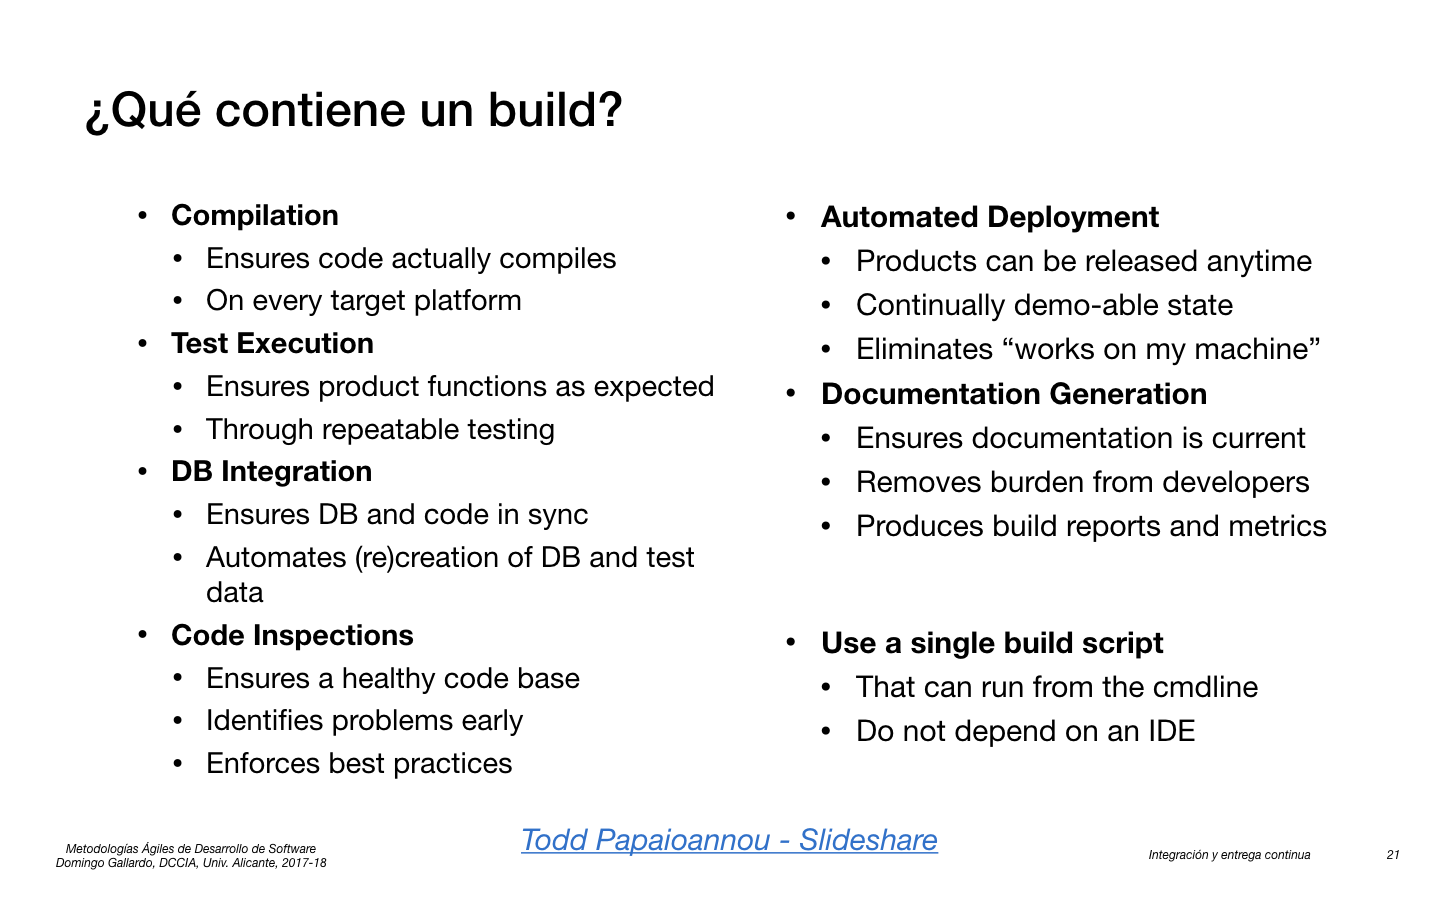 ¿Qué contiene un build?
• Compilation
• Ensures code actually compiles
• On every target platform
• Test Execution
• Ensures product functions as expected
• Through repeatable testing
• DB Integration
• Ensures DB and code in sync
• Automates (re)creation of DB and test
data
• Code Inspections
• Ensures a healthy code base
• Identifies problems early
• Enforces best practices
• Automated Deployment
• Products can be released anytime
• Continually demo-able state
• Eliminates “works on my machine”
• Documentation Generation
• Ensures documentation is current
• Removes burden from developers
• Produces build reports and metrics
• Use a single build script
• That can run from the cmdline
• Do not depend on an IDE
Todd Papaioannou - Slideshare
Metodologías Ágiles de Desarrollo de Software
Domingo Gallardo, DCCIA, Univ. Alicante, 2017-18
Integración y entrega continua
21